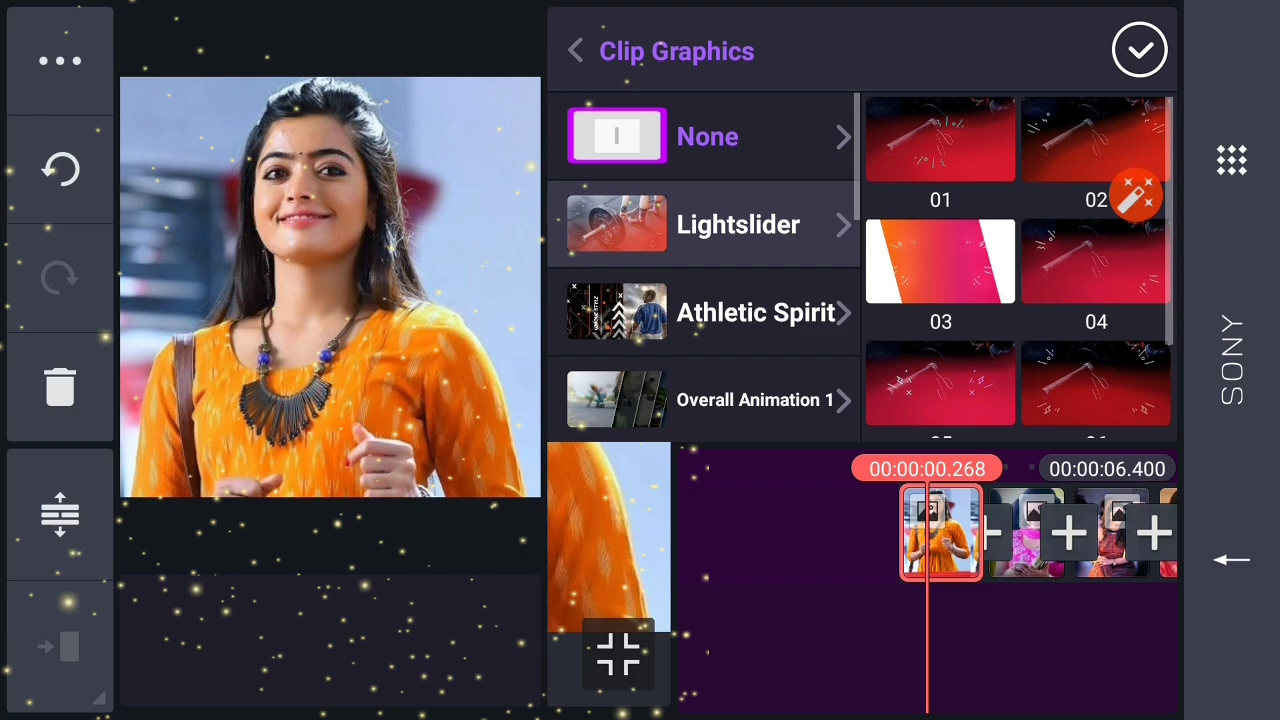 Clip Graphics
None
Lightslider
Athletic Spirit
Overall Animation 1
01
02
03
04
00:00:00.268
00:00:06.400
SONY